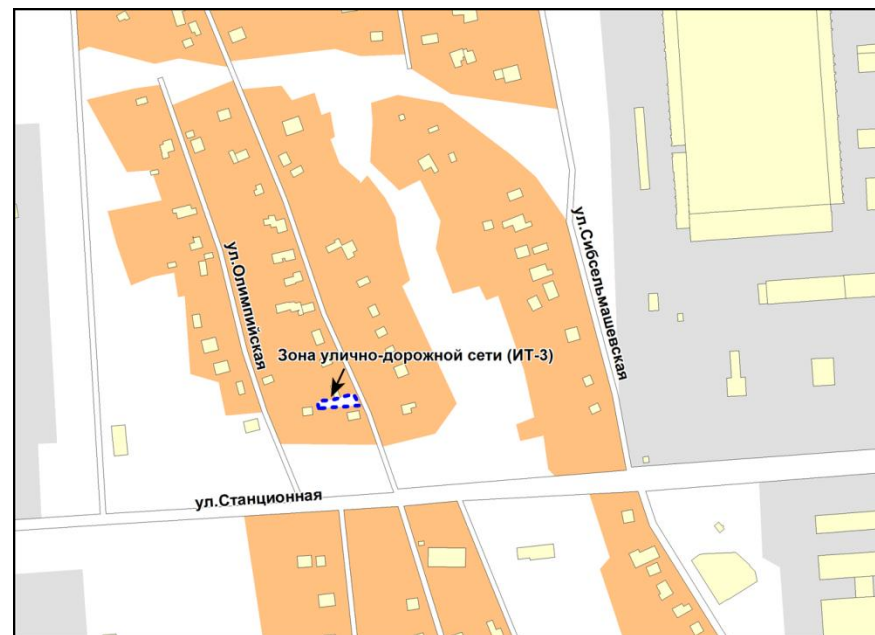 ул.Сибсельмашевская
ул.Олимпийская
Зона улично-дорожной сети (ИТ-3)
ул.Станционная